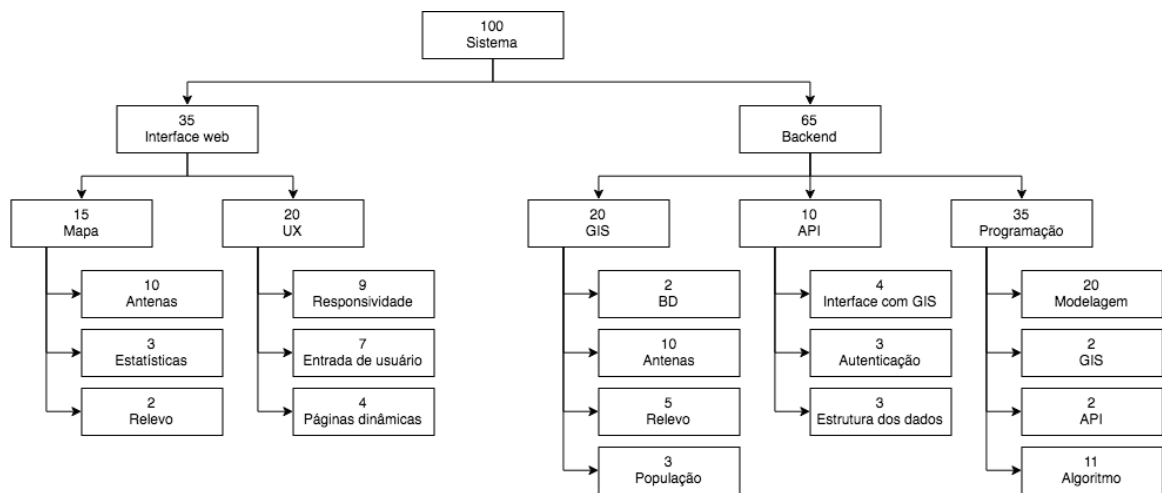 100
Sistema
35
Interface web
65
Backend
15
Mapa
20
UX
20
GIS
10
API
35
Programação
10
Antenas
9
Responsividade
2
BD
4
Interface com GIS
20
Modelagem
3
Estatísticas
7
Entrada de usuário
10
Antenas
3
Autenticação
2
GIS
2
Relevo
4
Páginas dinâmicas
5
Relevo
3
Estrutura dos dados
2
API
3
População
11
Algoritmo